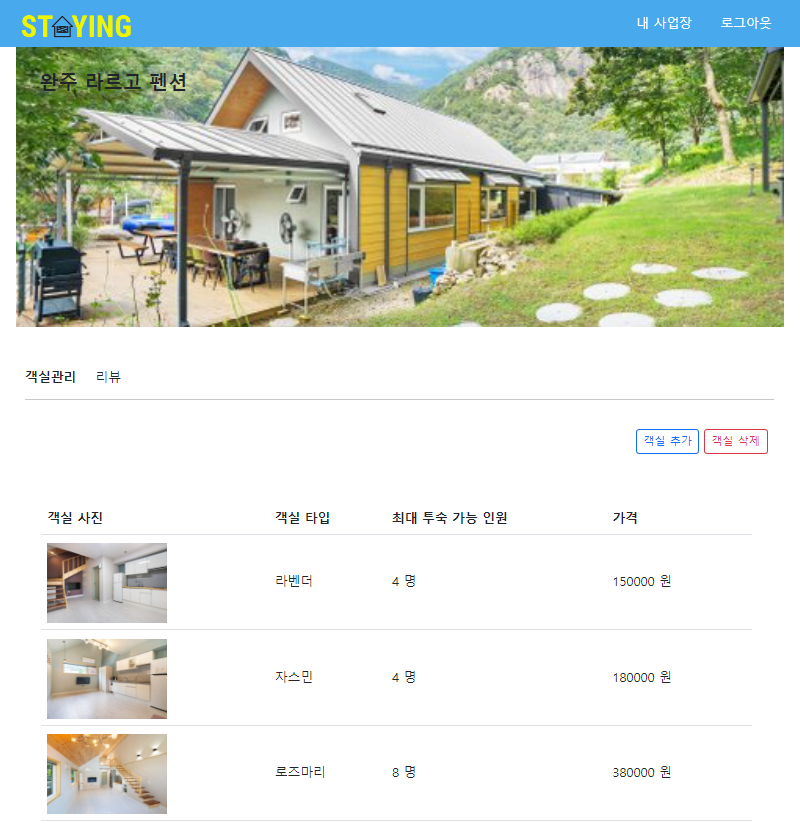 STAYING
내 사업장 로그아웃
완주 라르고 펜션
객실관리 리뷰
객실 추가 객실 삭제
객실 사진 객실 타입 최대 투숙 가능 인원 가격
라벤더 4 명 150000 원
자스민 4 명 180000 원
로즈마리 8 명 380000 원